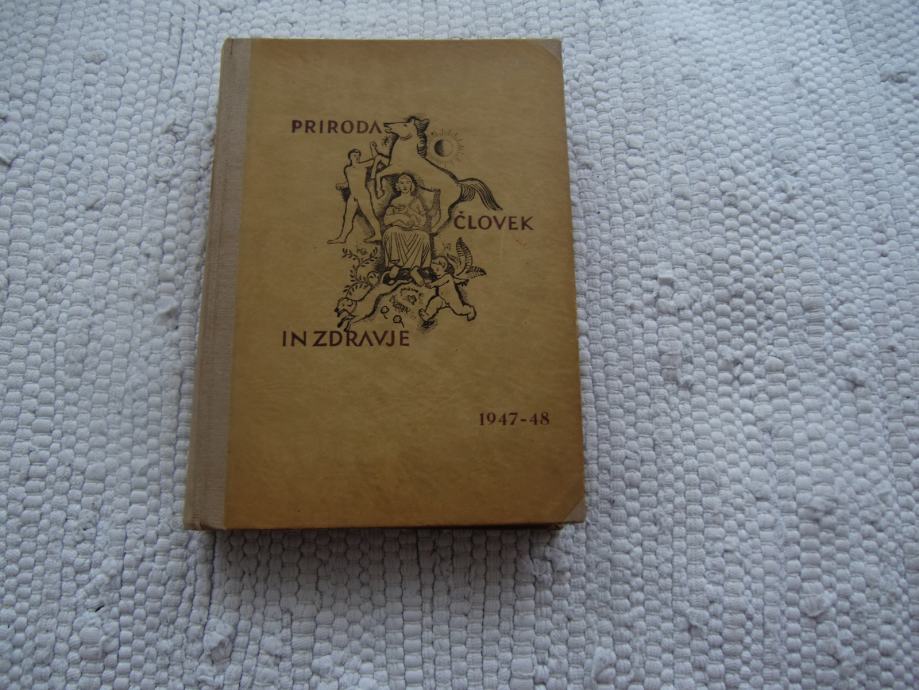 PRIRODA
ČLOVEK
IN ZDRAVJE
1947-48